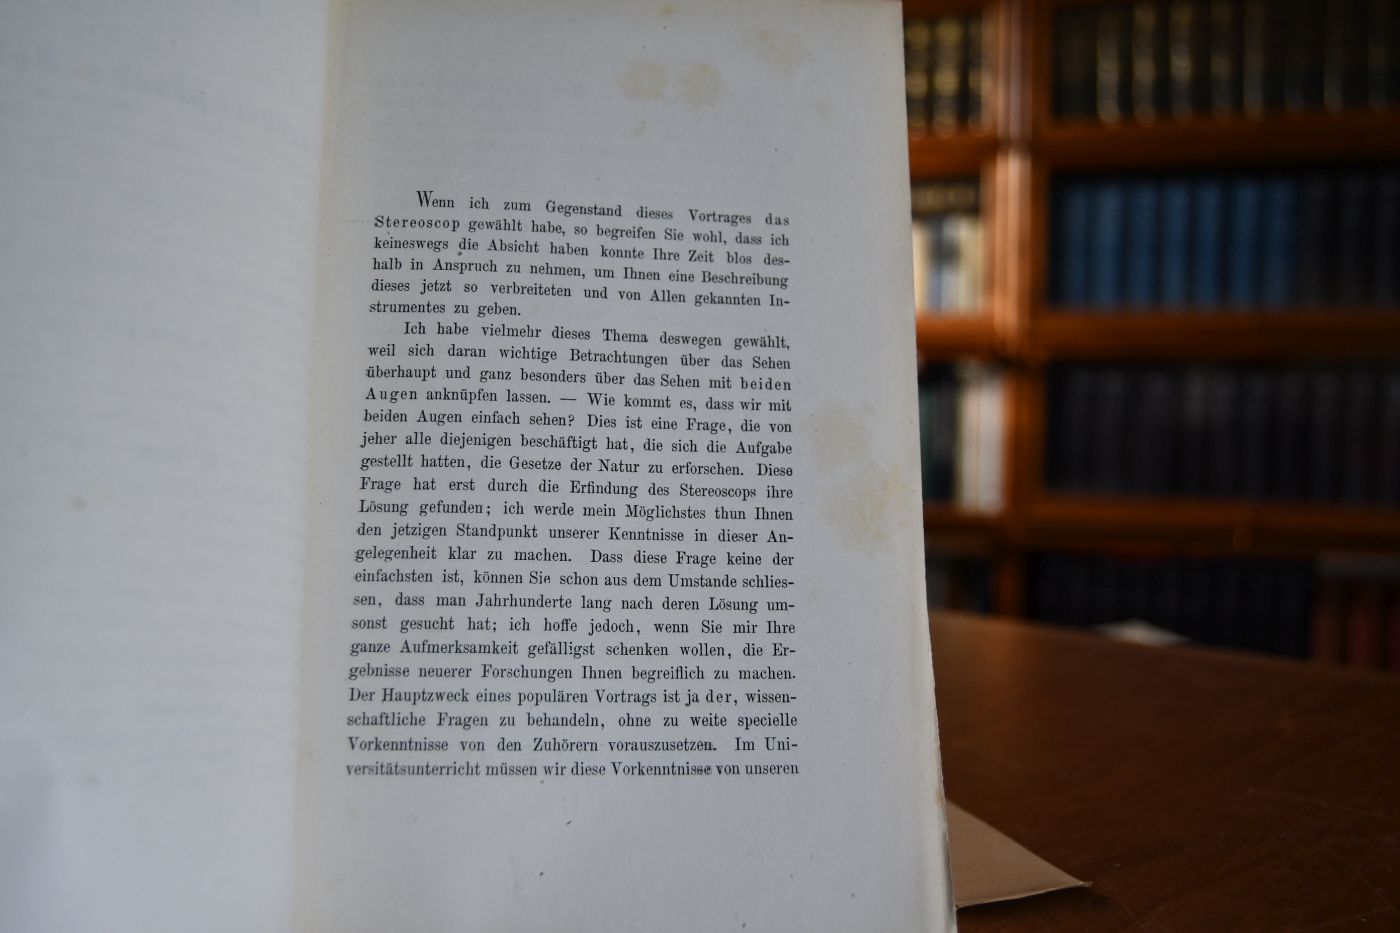 Wenn ich zum Gegenstand dieses Vortrages das
Stereoscop gewählt habe, so begreifen Sie wohl, dass ich
keineswegs die Absicht haben konnte Ihre Zeit blos des-
halb in Anspruch zu nehmen, um Ihnen eine Beschreibung
dieses jetzt so verbreiteten und von Allen gekannten In-
strumentes zu geben.
Ich habe vielmehr dieses Thema deswegen gewählt,
weil sich daran wichtige Betrachtungen über das Sehen
überhaupt und ganz besonders über das Sehen mit beiden
Augen anknüpfen lassen. — Wie kommt es, dass wir mit
beiden Augen einfach sehen? Dies ist eine Frage, die von
jeher alle diejenigen beschäftigt hat, die sich die Aufgabe
gestellt hatten, die Gesetze der Natur zu erforschen. Diese
Frage hat erst durch die Erfindung des Stereoscops ihre
Lösung gefunden; ich werde mein Möglichstes thun Ihnen
den jetzigen Standpunkt unserer Kenntnisse in dieser An-
gelegenheit klar zu machen. Dass diese Frage keine der
einfachsten ist, können Sie schon aus dem Umstande schlies-
sen, dass man Jahrhunderte lang nach deren Lösung um-
sonst gesucht hat; ich hoffe jedoch, wenn Sie mir Ihre
ganze Aufmerksamkeit gefälligst schenken wollen, die Er-
gebnisse neuerer Forschungen Ihnen begreiflich zu machen.
Der Hauptzweck eines populären Vortrags ist ja der, wissen-
schaftliche Fragen zu behandeln, ohne zu weite specielle
Vorkenntnisse von den Zuhörern vorauszusetzen. Im Uni-
versitätsunterricht müssen wir diese Vorkenntnisse von unseren